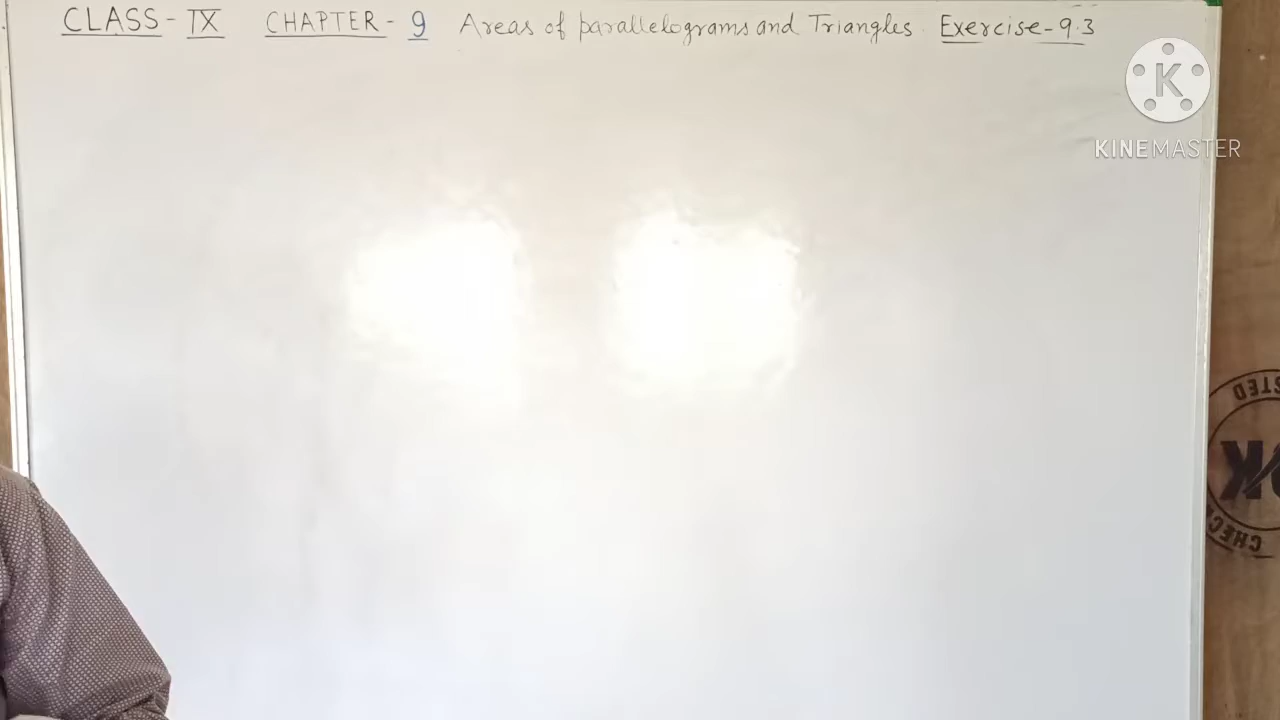 CLASS - IX CHAPTER - 9 Areas of parallelograms and Triangles. Exercise - 9.3
K
KINEMASTER